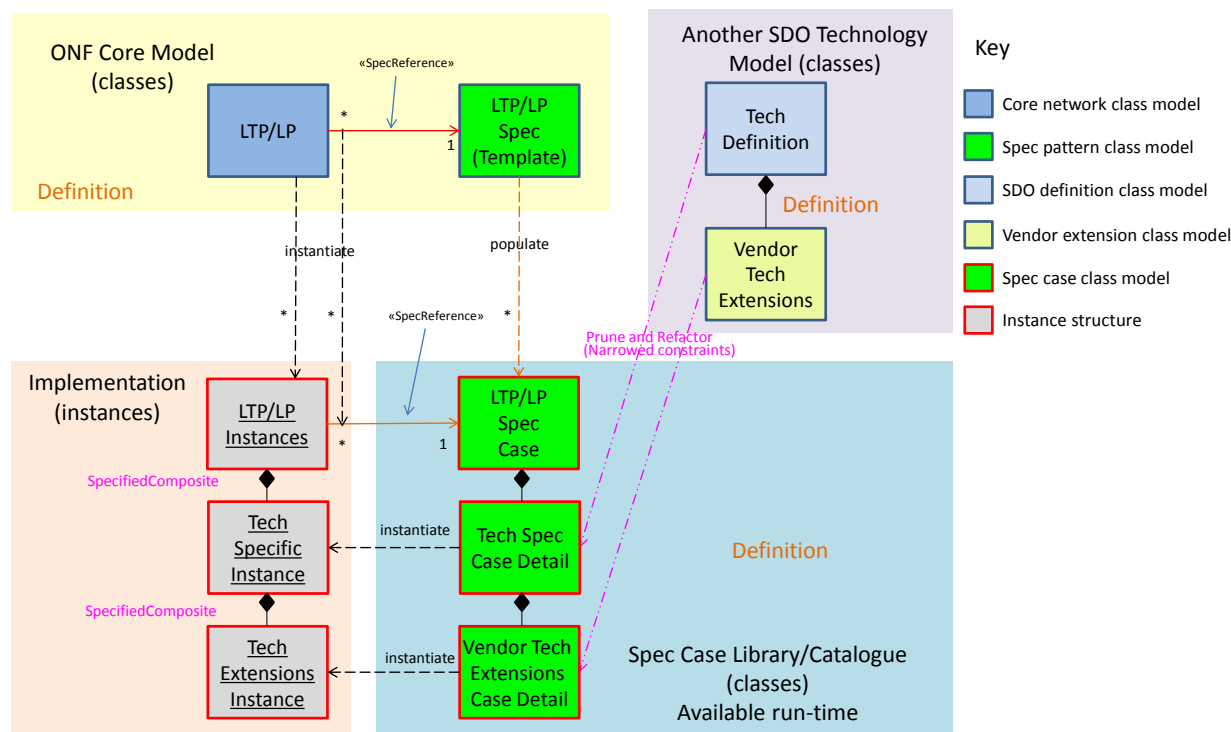 ONF Core Model
(classes)
«SpecReference»
LTP/LP
*
1
LTP/LP
Spec
(Template)
Definition
instantiate
populate
*
*
*
Another SDO Technology
Model (classes)
Tech
Definition
Definition
Vendor
Tech
Extensions
Key
Core network class model
Spec pattern class model
SDO definition class model
Vendor extension class model
Spec case class model
Instance structure
«SpecReference»
Prune and Refactor
(Narrowed constraints)
Implementation
(instances)
LTP/LP
Instances
*
1
LTP/LP
Spec
Case
SpecifiedComposite
Tech
Specific
Instance
instantiate
Tech Spec
Case Detail
Definition
SpecifiedComposite
Tech
Extensions
Instance
instantiate
Vendor Tech
Extensions
Case Detail
Spec Case Library/Catalogue
(classes)
Available run-time